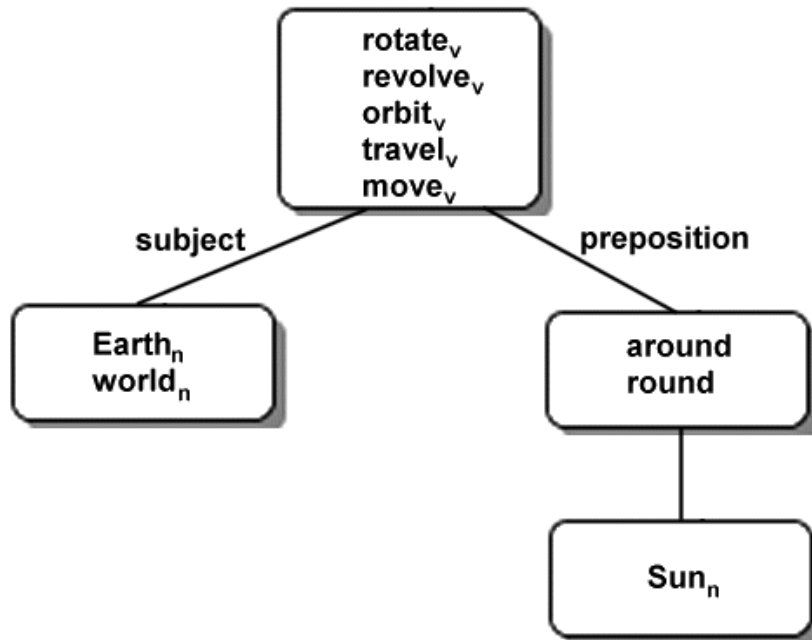 rotateᵥ
revolveᵥ
orbitᵥ
travelᵥ
moveᵥ
subject
preposition
Earthₙ
worldₙ
around
round
Sunₙ